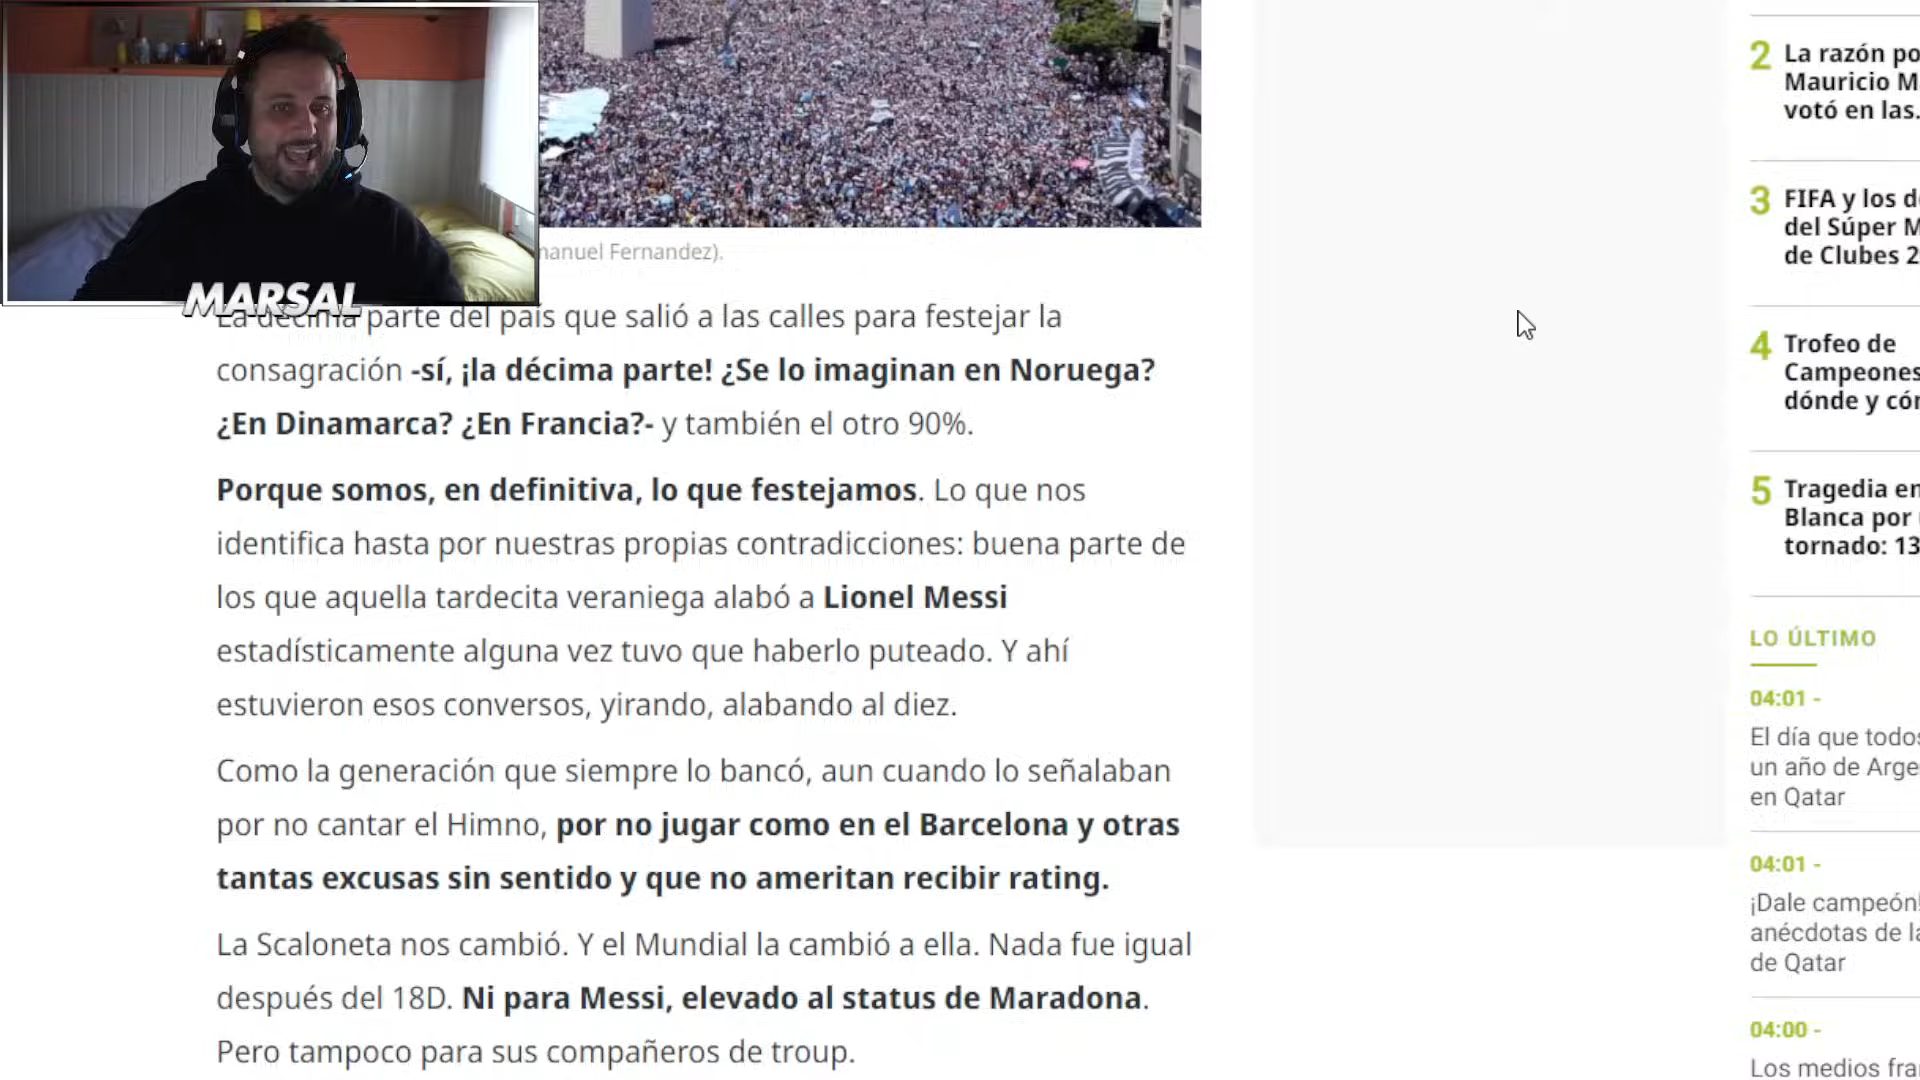 MARSAL
manuel Fernandez).
La décima parte del país que salió a las calles para festejar la
consagración -sí, ¡la décima parte! ¿Se lo imaginan en Noruega?
¿En Dinamarca? ¿En Francia?- y también el otro 90%.
Porque somos, en definitiva, lo que festejamos. Lo que nos
identifica hasta por nuestras propias contradicciones: buena parte de
los que aquella tardecita veraniega alabó a Lionel Messi
estadísticamente alguna vez tuvo que haberlo puteado. Y ahí
estuvieron esos conversos, yirando, alabando al diez.
Como la generación que siempre lo bancó, aun cuando lo señalaban
por no cantar el Himno, por no jugar como en el Barcelona y otras
tantas excusas sin sentido y que no ameritan recibir rating.
La Scaloneta nos cambió. Y el Mundial la cambió a ella. Nada fue igual
después del 18D. Ni para Messi, elevado al status de Maradona.
Pero tampoco para sus compañeros de troup.
2 La razón po
Mauricio M
votó en las.
3 FIFA y los d
del Súper M
de Clubes 2
4 Trofeo de
Campeones
dónde y cór
5 Tragedia en
Blanca por
tornado: 13
LO ÚLTIMO
04:01 -
El día que todos
un año de Arge
en Qatar
04:01 -
¡Dale campeón!
anécdotas de la
de Qatar
04:00 -
Los medios fra